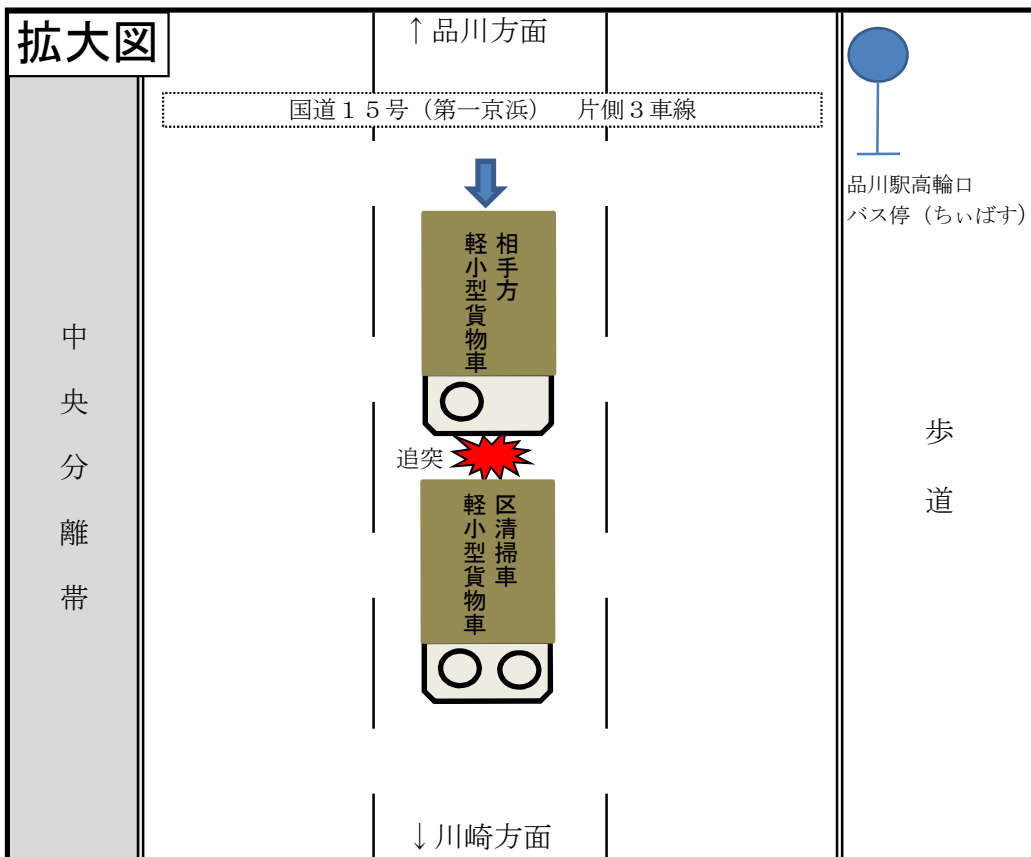 拡大図
↑品川方面
国道１５号（第一京浜）　片側３車線
品川駅高輪口
バス停（ちぃばす）
相手方
軽小型貨物車
中央分離帯
追突
歩道
区清掃車
軽小型貨物車
↓川崎方面